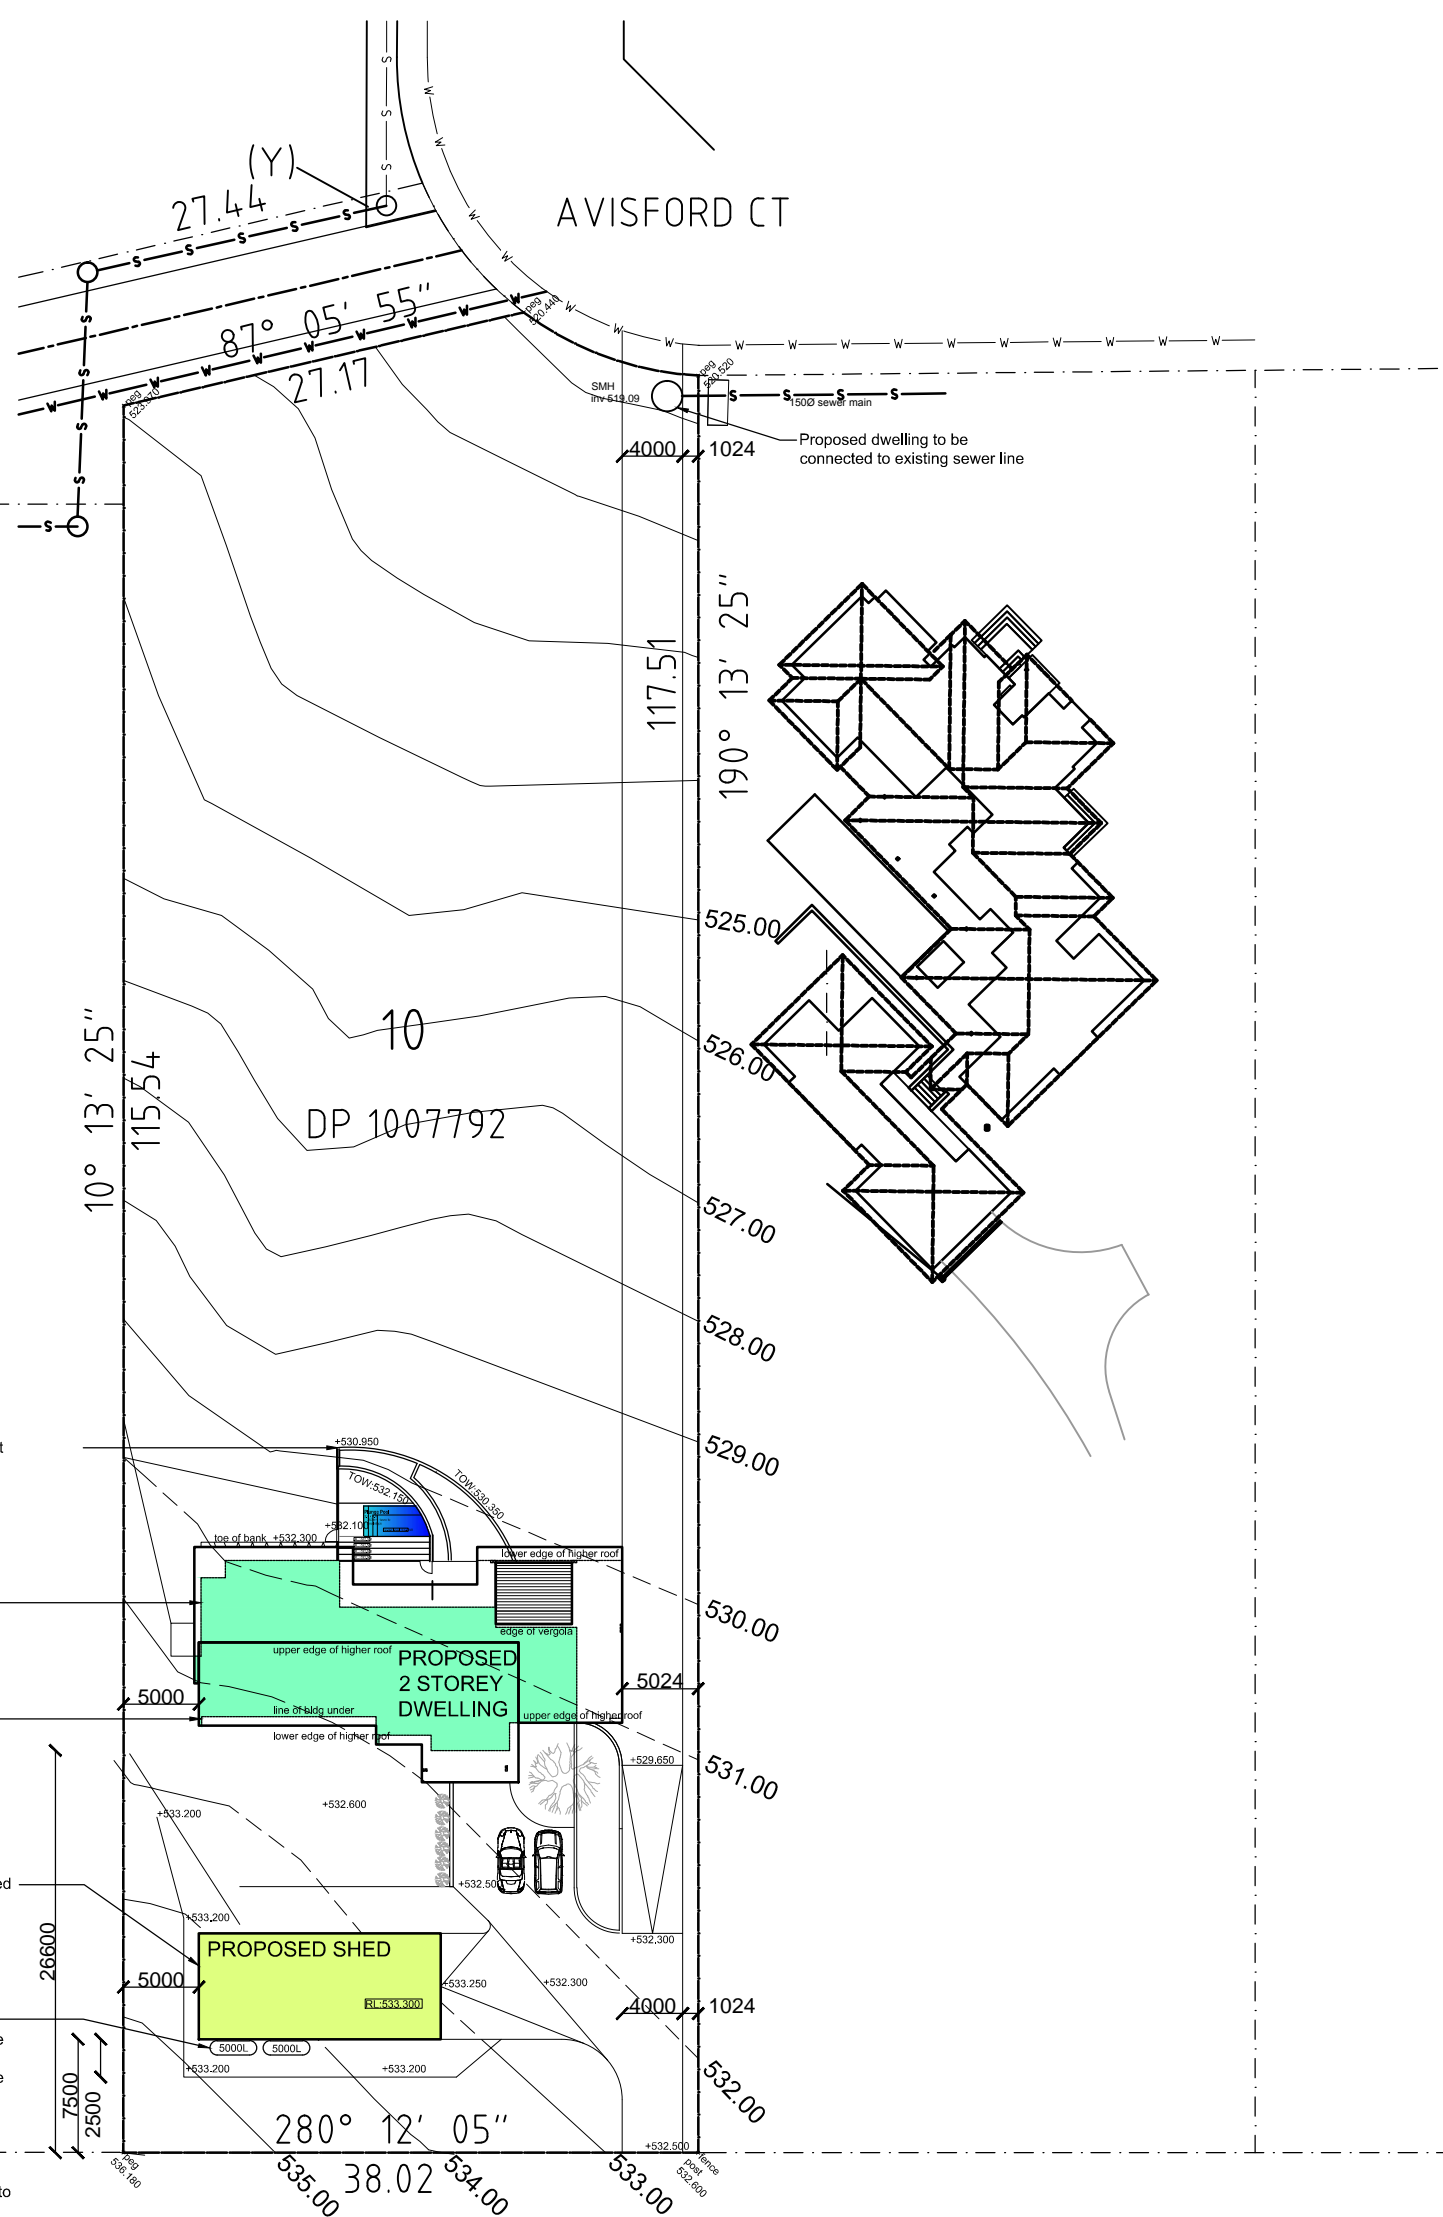 (Y)
27.44
AVISFORD CT
87° 05' 55"
27.17
peg
520.440
peg
520.520
peg
523.970
SMH
inv 519.09
150Ø sewer main
Proposed dwelling to be
connected to existing sewer line
4000
1024
117.51
190° 13' 25"
525.00
10
526.00
10° 13' 25"
115.54
DP 1007792
527.00
528.00
529.00
t
+530.950
TOW:532.150
TOW:530.350
+532.100
toe of bank
+532.300
lower edge of higher roof
530.00
edge of vergola
upper edge of higher roof
PROPOSED
2 STOREY
DWELLING
5000
5024
line of bldg under
upper edge of higher roof
lower edge of higher roof
+529.650
531.00
+532.600
+533.200
ed
+532.500
+533.200
+532.300
26600
PROPOSED SHED
5000
+533.250
+532.300
RL:533.300
4000
1024
e
5000L
5000L
e
+533.200
+533.200
532.00
7500
2500
280° 12' 05"
+532.500
peg
536.180
fence
post
532.600
535.00
38.02
534.00
533.00
to
W W W W W W W W W W W W W W W W W W
S S S S S S S S S S S S S S S S S